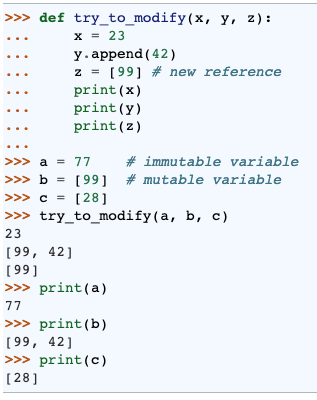 >>> def try_to_modify(x, y, z):
...     x = 23
...     y.append(42)
...     z = [99] # new reference
...     print(x)
...     print(y)
...     print(z)
...
>>> a = 77    # immutable variable
>>> b = [99]  # mutable variable
>>> c = [28]
>>> try_to_modify(a, b, c)
23
[99, 42]
[99]
>>> print(a)
77
>>> print(b)
[99, 42]
>>> print(c)
[28]